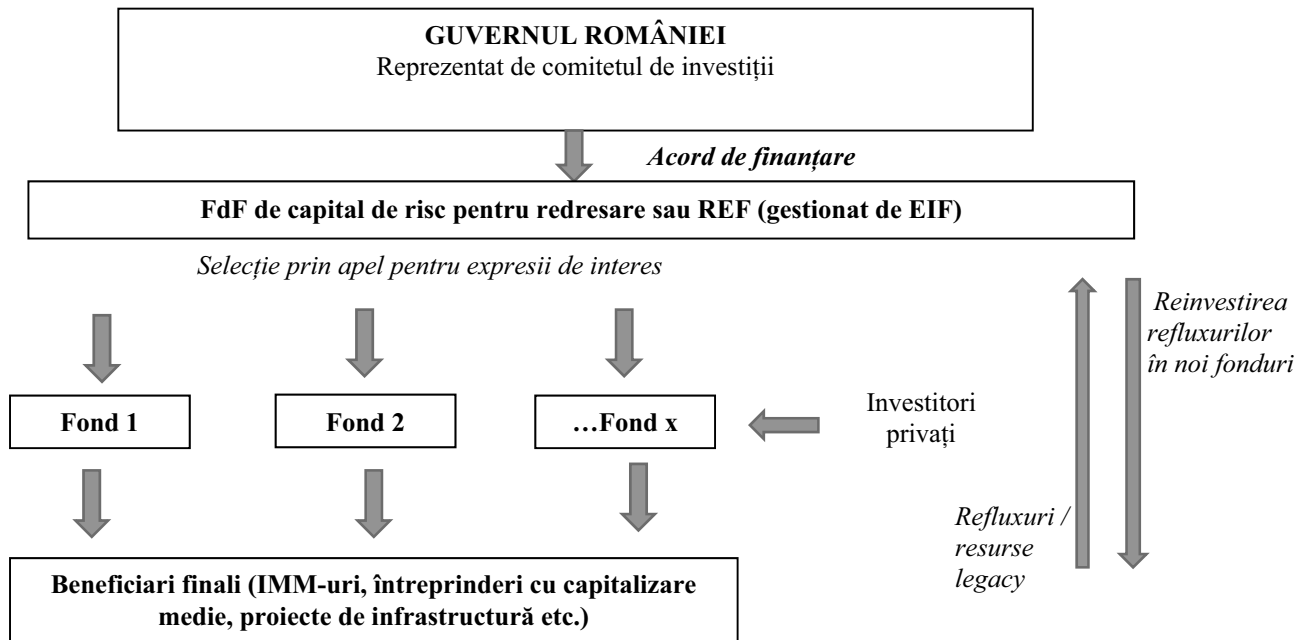 GUVERNUL ROMÂNIEI
Reprezentat de comitetul de investiții
Acord de finanțare
FdF de capital de risc pentru redresare sau REF (gestionat de EIF)
Selecție prin apel pentru expresii de interes
Reinvestirea
refluxurilor
în noi fonduri
Fond 1
Fond 2
…Fond x
Investitori
privați
Refluxuri /
resurse
legacy
Beneficiari finali (IMM-uri, întreprinderi cu capitalizare
medie, proiecte de infrastructură etc.)